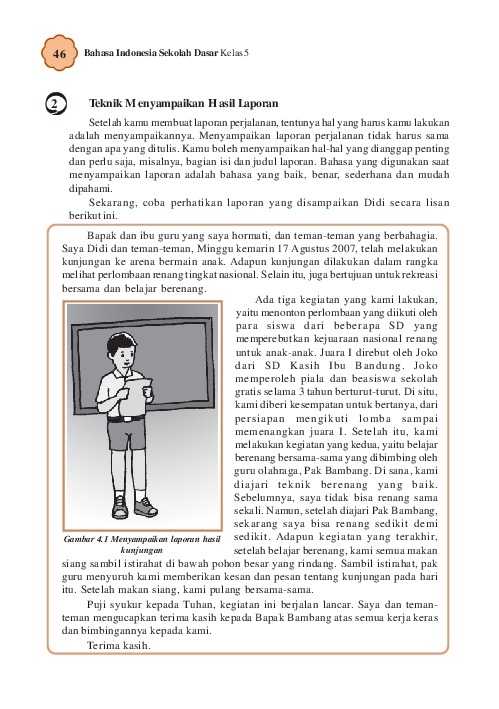 46
Bahasa Indonesia Sekolah Dasar Kelas 5
2
Teknik Menyampaikan Hasil Laporan
Setelah kamu membuat laporan perjalanan, tentunya hal yang harus kamu lakukan
adalah menyampaikannya. Menyampaikan laporan perjalanan tidak harus sama
dengan apa yang ditulis. Kamu boleh menyampaikan hal-hal yang dianggap penting
dan perlu saja, misalnya, bagian isi dan judul laporan. Bahasa yang digunakan saat
menyampaikan laporan adalah bahasa yang baik, benar, sederhana dan mudah
dipahami.
Sekarang, coba perhatikan laporan yang disampaikan Didi secara lisan
berikut ini.
Bapak dan ibu guru yang saya hormati, dan teman-teman yang berbahagia.
Saya Didi dan teman-teman, Minggu kemarin 17 Agustus 2007, telah melakukan
kunjungan ke arena bermain anak. Adapun kunjungan dilakukan dalam rangka
melihat perlombaan renang tingkat nasional. Selain itu, juga bertujuan untuk rekreasi
bersama dan belajar berenang.
Ada tiga kegiatan yang kami lakukan,
yaitu menonton perlombaan yang diikuti oleh
para siswa dari beberapa SD yang
memperebutkan kejuaraan nasional renang
untuk anak-anak. Juara I direbut oleh Joko
dari SD Kasih Ibu Bandung. Joko
memperoleh piala dan beasiswa sekolah
gratis selama 3 tahun berturut-turut. Di situ,
kami diberi kesempatan untuk bertanya, dari
persiapan mengikuti lomba sampai
memenangkan juara I. Setelah itu, kami
melakukan kegiatan yang kedua, yaitu belajar
berenang bersama-sama yang dibimbing oleh
guru olahraga, Pak Bambang. Di sana, kami
diajari teknik berenang yang baik.
Sebelumnya, saya tidak bisa renang sama
sekali. Namun, setelah diajari Pak Bambang,
sekarang saya bisa renang sedikit demi
sedikit. Adapun kegiatan yang terakhir,
setelah belajar berenang, kami semua makan
Gambar 4.1 Menyampaikan laporan hasil
kunjungan
siang sambil istirahat di bawah pohon besar yang rindang. Sambil istirahat, pak
guru menyuruh kami memberikan kesan dan pesan tentang kunjungan pada hari
itu. Setelah makan siang, kami pulang bersama-sama.
Puji syukur kepada Tuhan, kegiatan ini berjalan lancar. Saya dan teman-
teman mengucapkan terima kasih kepada Bapak Bambang atas semua kerja keras
dan bimbingannya kepada kami.
Terima kasih.